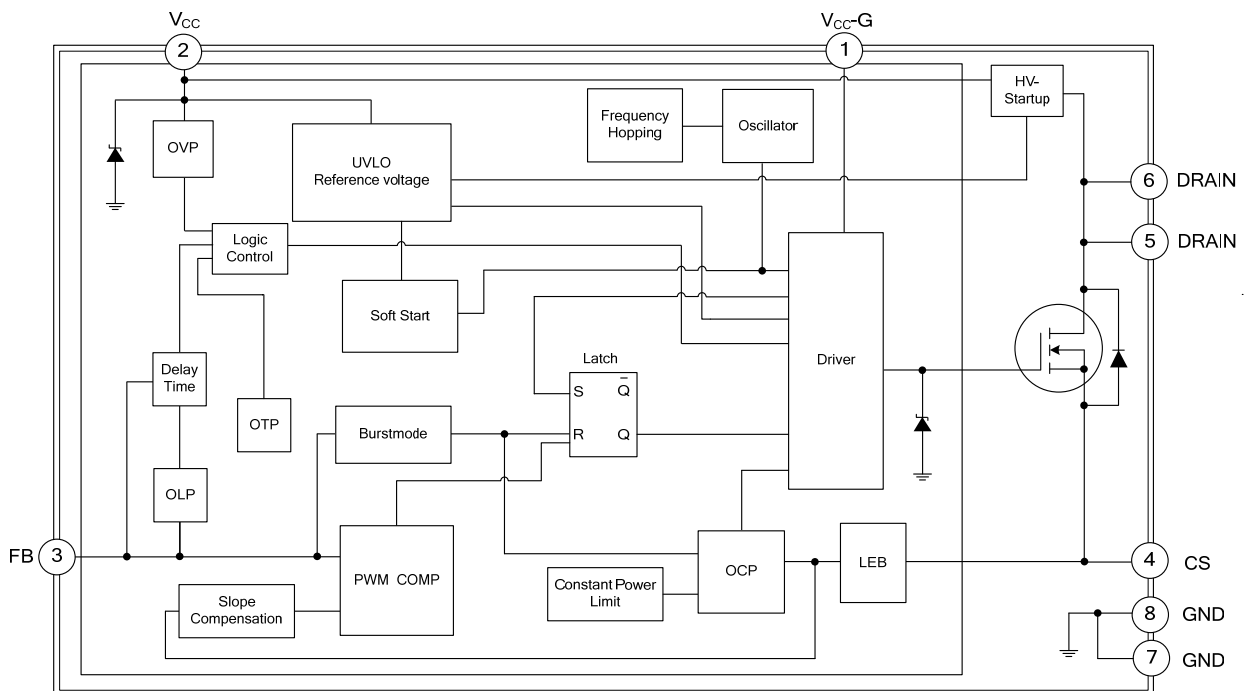 VCC
VCC-G
2
1
HV-
Startup
Frequency
Hopping
Oscillator
OVP
UVLO
Reference voltage
6 DRAIN
Logic
Control
5 DRAIN
Soft Start
Delay
Time
Latch
Driver
S Q̅
OTP
Burstmode
R Q
OLP
FB 3
PWM COMP
OCP
LEB
4 CS
Constant Power
Limit
Slope
Compensation
8 GND
7 GND